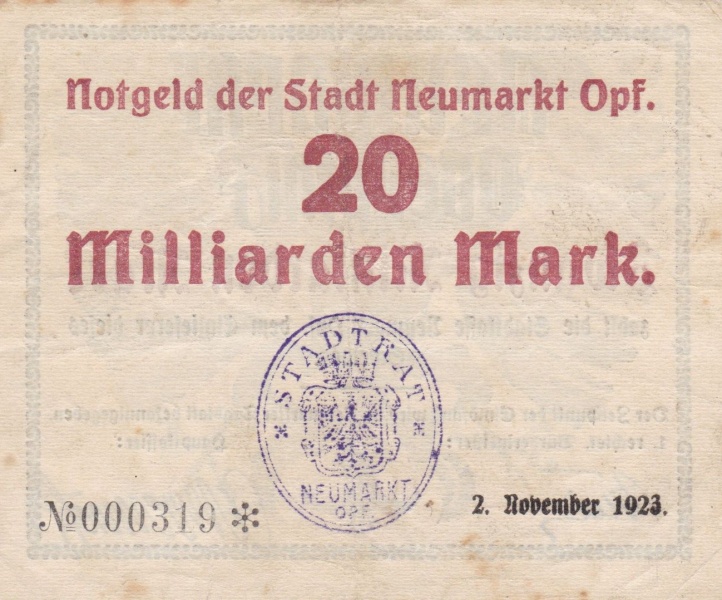 Notgeld der Stadt Neumarkt Opf.
20
Milliarden Mark.
* STADTRAT *
NEUMARKT
OPF.
№000319 *
2. November 1923.